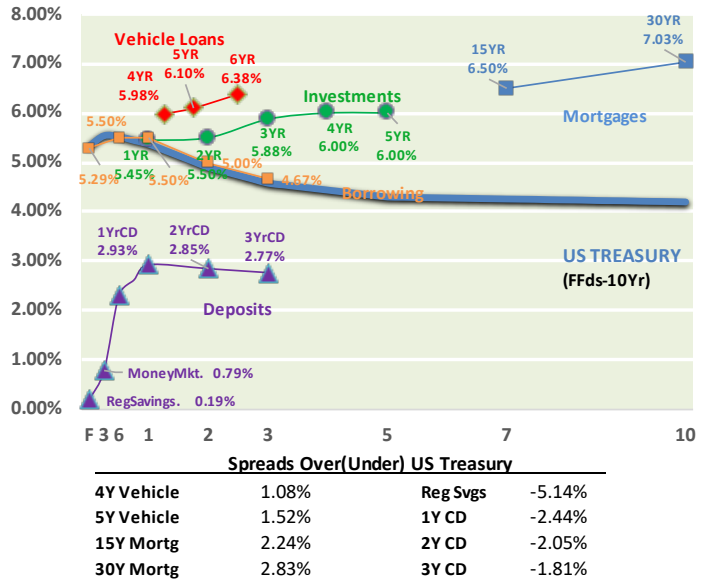 8.00%
7.00%
6.00%
5.00%
4.00%
3.00%
2.00%
1.00%
0.00%
Vehicle Loans
4YR
5.98%
5YR
6.10%
6YR
6.38%
Investments
1YR
5.45%
2YR
5.50%
3YR
5.88%
4YR
6.00%
5YR
6.00%
15YR
6.50%
30YR
7.03%
Mortgages
5.50%
5.29%
5.50%
5.00%
4.67%
Borrowing
US TREASURY
(FFds-10Yr)
1YrCD
2.93%
2YrCD
2.85%
3YrCD
2.77%
Deposits
MoneyMkt. 0.79%
RegSavings. 0.19%
F 3 6 1 2 3 5 7 10
Spreads Over(Under) US Treasury
4Y Vehicle 1.08% Reg Svgs -5.14%
5Y Vehicle 1.52% 1Y CD -2.44%
15Y Mortg 2.24% 2Y CD -2.05%
30Y Mortg 2.83% 3Y CD -1.81%